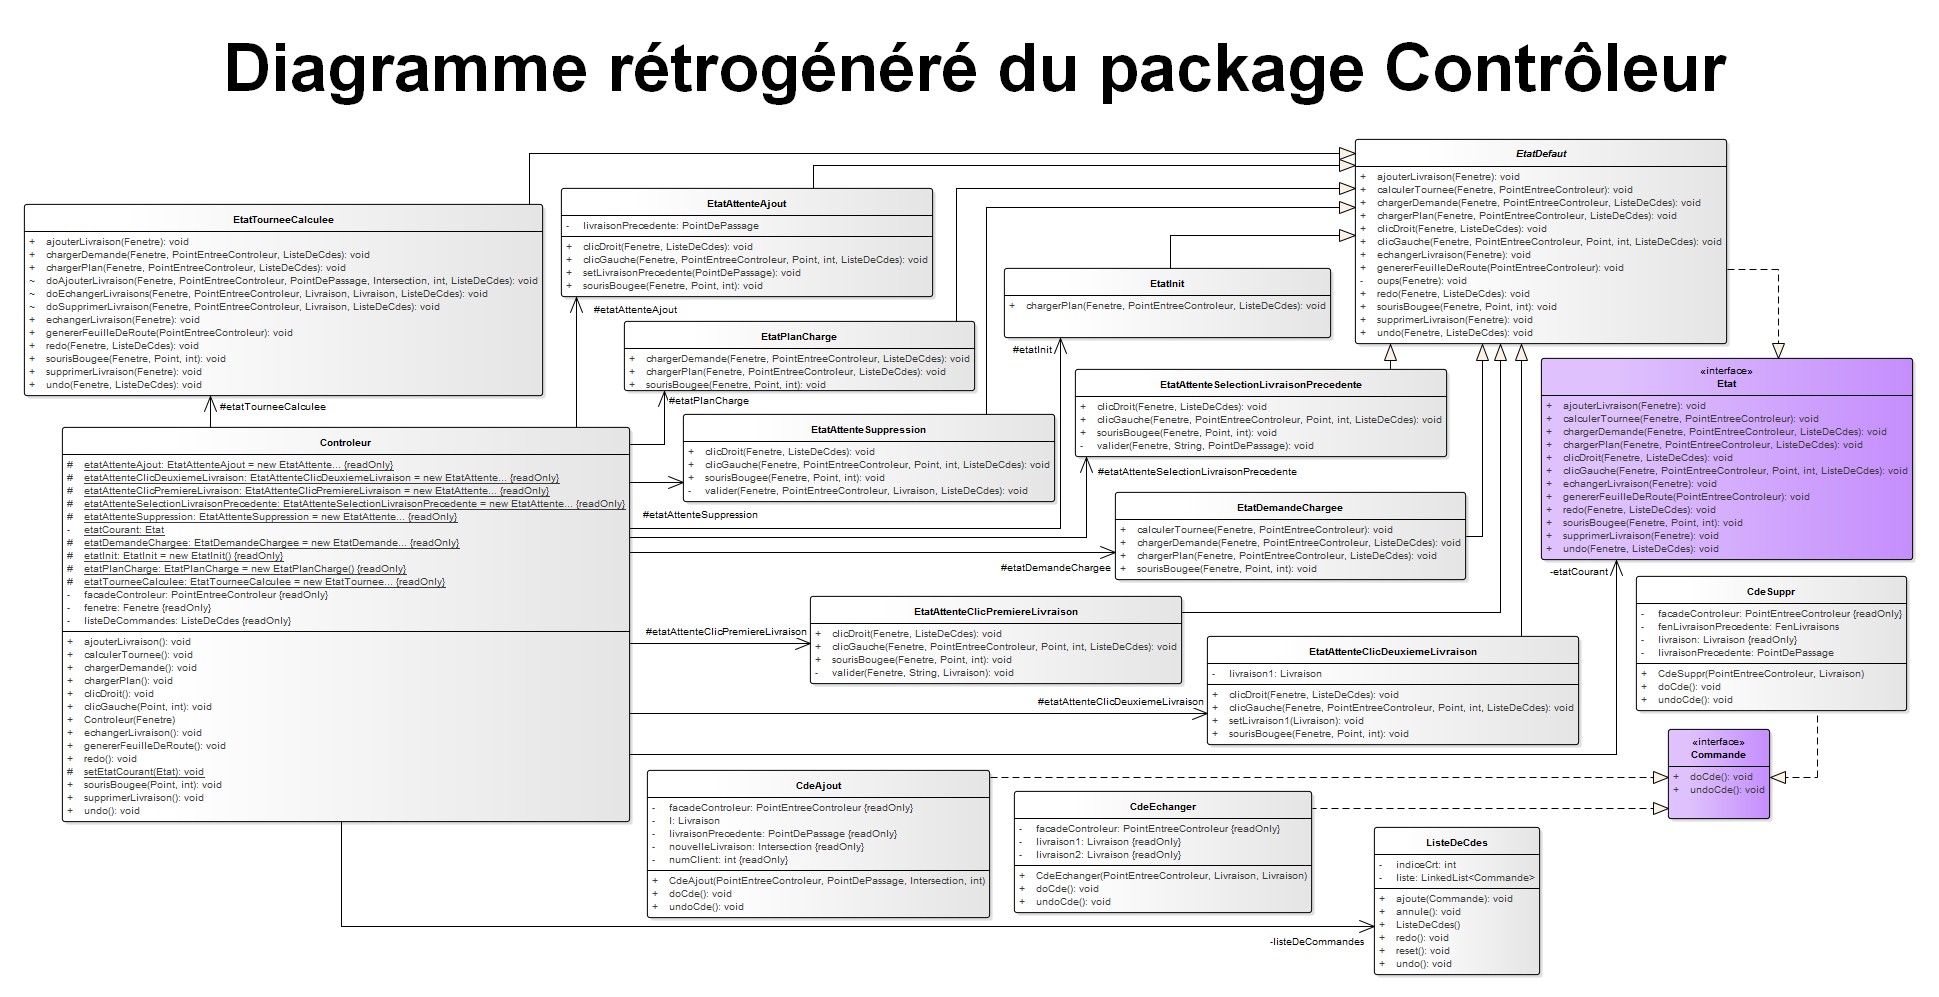 Diagramme rétrogénéré du package Contrôleur
EtatDefaut
+ ajouterLivraison(Fenetre): void
+ calculerTournee(Fenetre, PointEntreeControleur): void
+ chargerDemande(Fenetre, PointEntreeControleur, ListeDeCdes): void
+ chargerPlan(Fenetre, PointEntreeControleur, ListeDeCdes): void
+ clicDroit(Fenetre, ListeDeCdes): void
+ clicGauche(Fenetre, PointEntreeControleur, Point, int, ListeDeCdes): void
+ echangerLivraison(Fenetre): void
+ genererFeuilleDeRoute(PointEntreeControleur): void
- oups(Fenetre): void
+ redo(Fenetre, ListeDeCdes): void
+ sourisBougee(Fenetre, Point, int): void
+ supprimerLivraison(Fenetre): void
+ undo(Fenetre, ListeDeCdes): void
EtatTourneeCalculee
+ ajouterLivraison(Fenetre): void
+ chargerDemande(Fenetre, PointEntreeControleur, ListeDeCdes): void
+ chargerPlan(Fenetre, PointEntreeControleur, ListeDeCdes): void
~ doAjouterLivraison(Fenetre, PointEntreeControleur, PointDePassage, Intersection, int, ListeDeCdes): void
~ doEchangerLivraisons(Fenetre, PointEntreeControleur, Livraison, Livraison, ListeDeCdes): void
~ doSupprimerLivraison(Fenetre, PointEntreeControleur, Livraison, ListeDeCdes): void
+ echangerLivraison(Fenetre): void
+ genererFeuilleDeRoute(PointEntreeControleur): void
+ redo(Fenetre, ListeDeCdes): void
+ sourisBougee(Fenetre, Point, int): void
+ supprimerLivraison(Fenetre): void
+ undo(Fenetre, ListeDeCdes): void
#etatTourneeCalculee
EtatAttenteAjout
- livraisonPrecedente: PointDePassage
+ clicDroit(Fenetre, ListeDeCdes): void
+ clicGauche(Fenetre, PointEntreeControleur, Point, int, ListeDeCdes): void
+ setLivraisonPrecedente(PointDePassage): void
+ sourisBougee(Fenetre, Point, int): void
#etatAttenteAjout
EtatInit
+ chargerPlan(Fenetre, PointEntreeControleur, ListeDeCdes): void
#etatInit
EtatPlanCharge
+ chargerDemande(Fenetre, PointEntreeControleur, ListeDeCdes): void
+ chargerPlan(Fenetre, PointEntreeControleur, ListeDeCdes): void
+ sourisBougee(Fenetre, Point, int): void
#etatPlanCharge
EtatAttenteSelectionLivraisonPrecedente
+ clicDroit(Fenetre, ListeDeCdes): void
+ clicGauche(Fenetre, PointEntreeControleur, Point, int, ListeDeCdes): void
+ sourisBougee(Fenetre, Point, int): void
- valider(Fenetre, String, PointDePassage): void
#etatAttenteSelectionLivraisonPrecedente
«interface»
Etat
+ ajouterLivraison(Fenetre): void
+ calculerTournee(Fenetre, PointEntreeControleur): void
+ chargerDemande(Fenetre, PointEntreeControleur, ListeDeCdes): void
+ chargerPlan(Fenetre, PointEntreeControleur, ListeDeCdes): void
+ clicDroit(Fenetre, ListeDeCdes): void
+ clicGauche(Fenetre, PointEntreeControleur, Point, int, ListeDeCdes): void
+ echangerLivraison(Fenetre): void
+ genererFeuilleDeRoute(PointEntreeControleur): void
+ redo(Fenetre, ListeDeCdes): void
+ sourisBougee(Fenetre, Point, int): void
+ supprimerLivraison(Fenetre): void
+ undo(Fenetre, ListeDeCdes): void
-etatCourant
EtatAttenteSuppression
+ clicDroit(Fenetre, ListeDeCdes): void
+ clicGauche(Fenetre, PointEntreeControleur, Point, int, ListeDeCdes): void
+ sourisBougee(Fenetre, Point, int): void
- valider(Fenetre, PointEntreeControleur, Livraison, ListeDeCdes): void
#etatAttenteSuppression
Controleur
# etatAttenteAjout: EtatAttenteAjout = new EtatAttente... {readOnly}
# etatAttenteClicDeuxiemeLivraison: EtatAttenteClicDeuxiemeLivraison = new EtatAttente... {readOnly}
# etatAttenteClicPremiereLivraison: EtatAttenteClicPremiereLivraison = new EtatAttente... {readOnly}
# etatAttenteSelectionLivraisonPrecedente: EtatAttenteSelectionLivraisonPrecedente = new EtatAttente... {readOnly}
# etatAttenteSuppression: EtatAttenteSuppression = new EtatAttente... {readOnly}
- etatCourant: Etat
# etatDemandeChargee: EtatDemandeChargee = new EtatDemande... {readOnly}
# etatInit: EtatInit = new EtatInit() {readOnly}
# etatPlanCharge: EtatPlanCharge = new EtatPlanCharge() {readOnly}
# etatTourneeCalculee: EtatTourneeCalculee = new EtatTournee... {readOnly}
- facadeControleur: PointEntreeControleur {readOnly}
- fenetre: Fenetre {readOnly}
- listeDeCommandes: ListeDeCdes {readOnly}
+ ajouterLivraison(): void
+ calculerTournee(): void
+ chargerDemande(): void
+ chargerPlan(): void
+ clicDroit(): void
+ clicGauche(Point, int): void
+ Controleur(Fenetre)
+ echangerLivraison(): void
+ genererFeuilleDeRoute(): void
+ redo(): void
# setEtatCourant(Etat): void
+ sourisBougee(Point, int): void
+ supprimerLivraison(): void
+ undo(): void
EtatDemandeChargee
+ calculerTournee(Fenetre, PointEntreeControleur): void
+ chargerDemande(Fenetre, PointEntreeControleur, ListeDeCdes): void
+ chargerPlan(Fenetre, PointEntreeControleur, ListeDeCdes): void
+ sourisBougee(Fenetre, Point, int): void
#etatDemandeChargee
EtatAttenteClicPremiereLivraison
+ clicDroit(Fenetre, ListeDeCdes): void
+ clicGauche(Fenetre, PointEntreeControleur, Point, int, ListeDeCdes): void
+ sourisBougee(Fenetre, Point, int): void
- valider(Fenetre, String, Livraison): void
#etatAttenteClicPremiereLivraison
EtatAttenteClicDeuxiemeLivraison
- livraison1: Livraison
+ clicDroit(Fenetre, ListeDeCdes): void
+ clicGauche(Fenetre, PointEntreeControleur, Point, int, ListeDeCdes): void
+ setLivraison1(Livraison): void
+ sourisBougee(Fenetre, Point, int): void
#etatAttenteClicDeuxiemeLivraison
CdeSuppr
- facadeControleur: PointEntreeControleur {readOnly}
- fenLivraisonPrecedente: FenLivraisons
- livraison: Livraison {readOnly}
- livraisonPrecedente: PointDePassage
+ CdeSuppr(PointEntreeControleur, Livraison)
+ doCde(): void
+ undoCde(): void
«interface»
Commande
+ doCde(): void
+ undoCde(): void
CdeAjout
- facadeControleur: PointEntreeControleur {readOnly}
- l: Livraison
- livraisonPrecedente: PointDePassage {readOnly}
- nouvelleLivraison: Intersection {readOnly}
- numClient: int {readOnly}
+ CdeAjout(PointEntreeControleur, PointDePassage, Intersection, int)
+ doCde(): void
+ undoCde(): void
CdeEchanger
- facadeControleur: PointEntreeControleur {readOnly}
- livraison1: Livraison {readOnly}
- livraison2: Livraison {readOnly}
+ CdeEchanger(PointEntreeControleur, Livraison, Livraison)
+ doCde(): void
+ undoCde(): void
ListeDeCdes
- indiceCrt: int
- liste: LinkedList<Commande>
+ ajoute(Commande): void
+ annule(): void
+ ListeDeCdes()
+ redo(): void
+ reset(): void
+ undo(): void
-listeDeCommandes